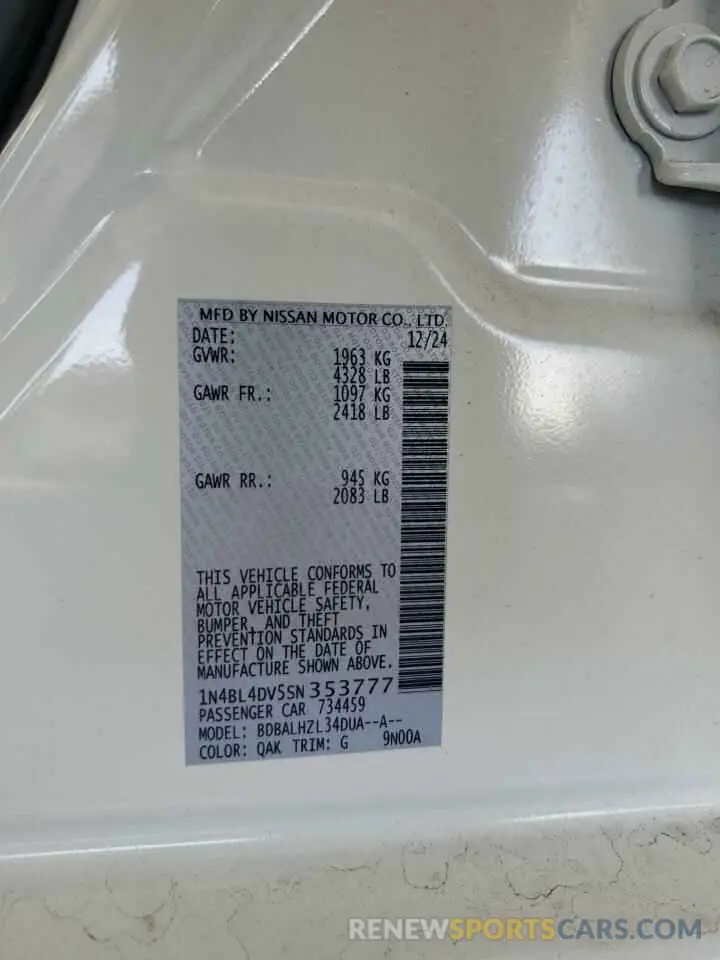 MFD BY NISSAN MOTOR CO., LTD.
DATE: 12/24
GVWR: 1963 KG
4328 LB
GAWR FR.: 1097 KG
2418 LB
GAWR RR.: 945 KG
2083 LB
THIS VEHICLE CONFORMS TO
ALL APPLICABLE FEDERAL
MOTOR VEHICLE SAFETY,
BUMPER, AND THEFT
PREVENTION STANDARDS IN
EFFECT ON THE DATE OF
MANUFACTURE SHOWN ABOVE.
1N4BL4DV5SN353777
PASSENGER CAR 734459
MODEL: BDBALHZL34DUA--A--
COLOR: QAK TRIM: G 9N00A
RENEWSPORTSCARS.COM